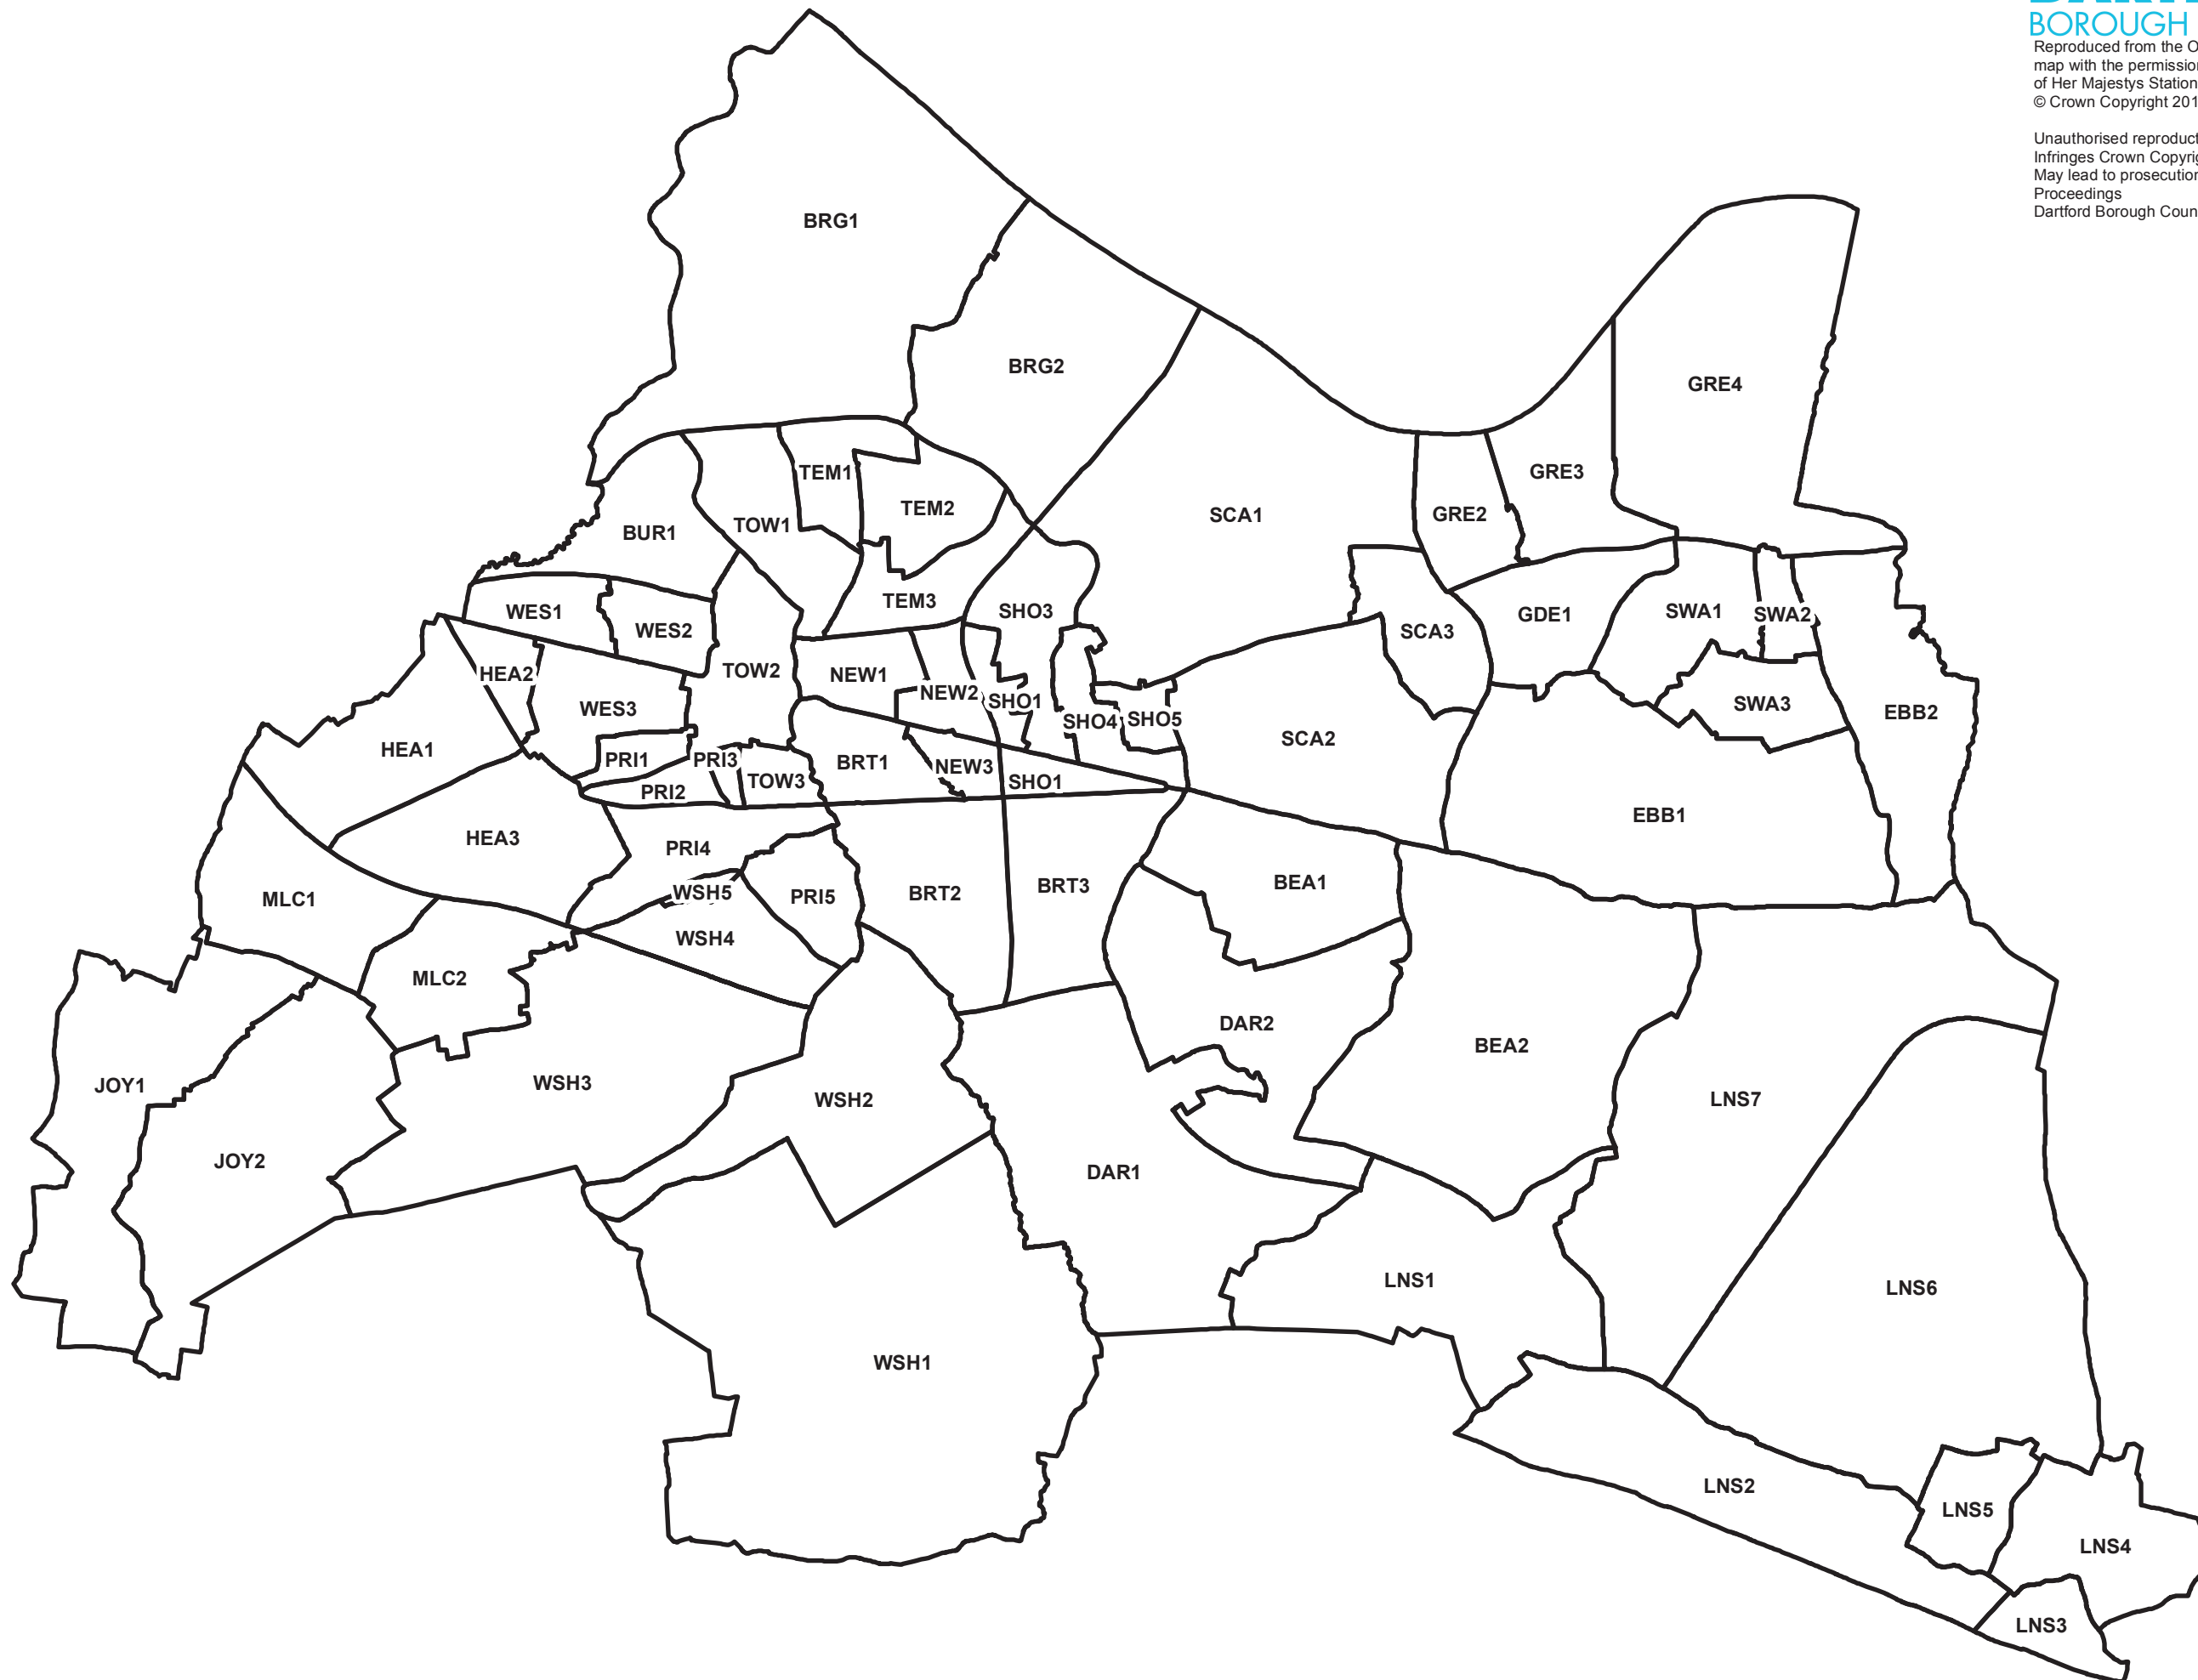 BOROUGH
Reproduced from the O
map with the permission
of Her Majestys Station
© Crown Copyright 201
Unauthorised reproduct
Infringes Crown Copyrig
May lead to prosecution
Proceedings
Dartford Borough Coun
BRG1
BRG2
GRE4
TEM1
GRE3
TEM2
SCA1
GRE2
TOW1
BUR1
TEM3
WES1
SHO3
SWA1
SWA2
GDE1
WES2
SCA3
TOW2
HEA2
NEW1
NEW2
SHO1
SWA3
WES3
EBB2
SHO4
SHO5
SCA2
HEA1
PRI1
PRI3
BRT1
NEW3
TOW3
SHO1
PRI2
EBB1
HEA3
PRI4
BEA1
BRT3
WSH5
BRT2
PRI5
MLC1
WSH4
MLC2
DAR2
BEA2
WSH3
JOY1
WSH2
LNS7
JOY2
DAR1
LNS1
LNS6
WSH1
LNS2
LNS5
LNS4
LNS3